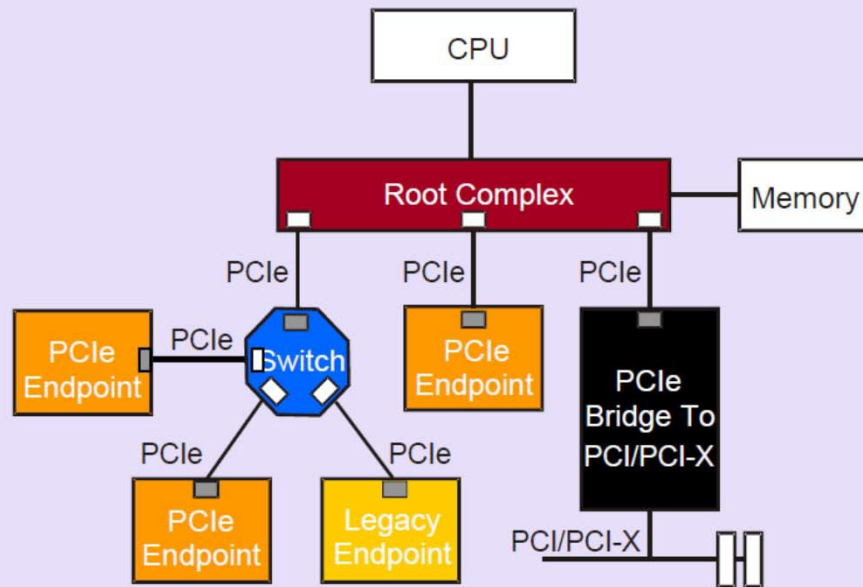 CPU
Root Complex
Memory
PCIe
PCIe
PCIe
PCIe
Endpoint
PCIe
Switch
PCIe
Endpoint
PCIe
Bridge To
PCI/PCI-X
PCIe
PCIe
PCIe
Endpoint
Legacy
Endpoint
PCI/PCI-X